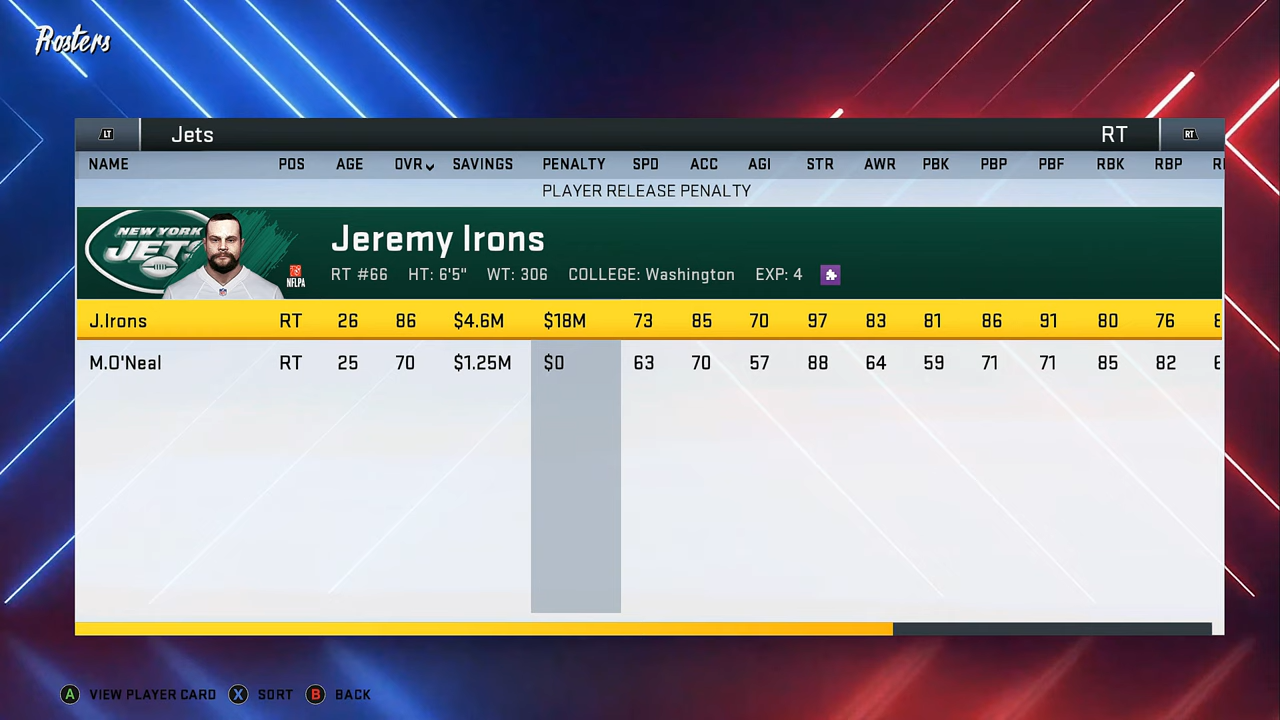 Rosters
LT Jets RT RT
NAME POS AGE OVR SAVINGS PENALTY SPD ACC AGI STR AWR PBK PBP PBF RBK RBP
PLAYER RELEASE PENALTY
NEW YORK
JETS
Jeremy Irons
RT #66 HT: 6'5" WT: 306 COLLEGE: Washington EXP: 4
NFLPA
J.Irons RT 26 86 $4.6M $18M 73 85 70 97 83 81 86 91 80 76
M.O'Neal RT 25 70 $1.25M $0 63 70 57 88 64 59 71 71 85 82
A VIEW PLAYER CARD X SORT B BACK